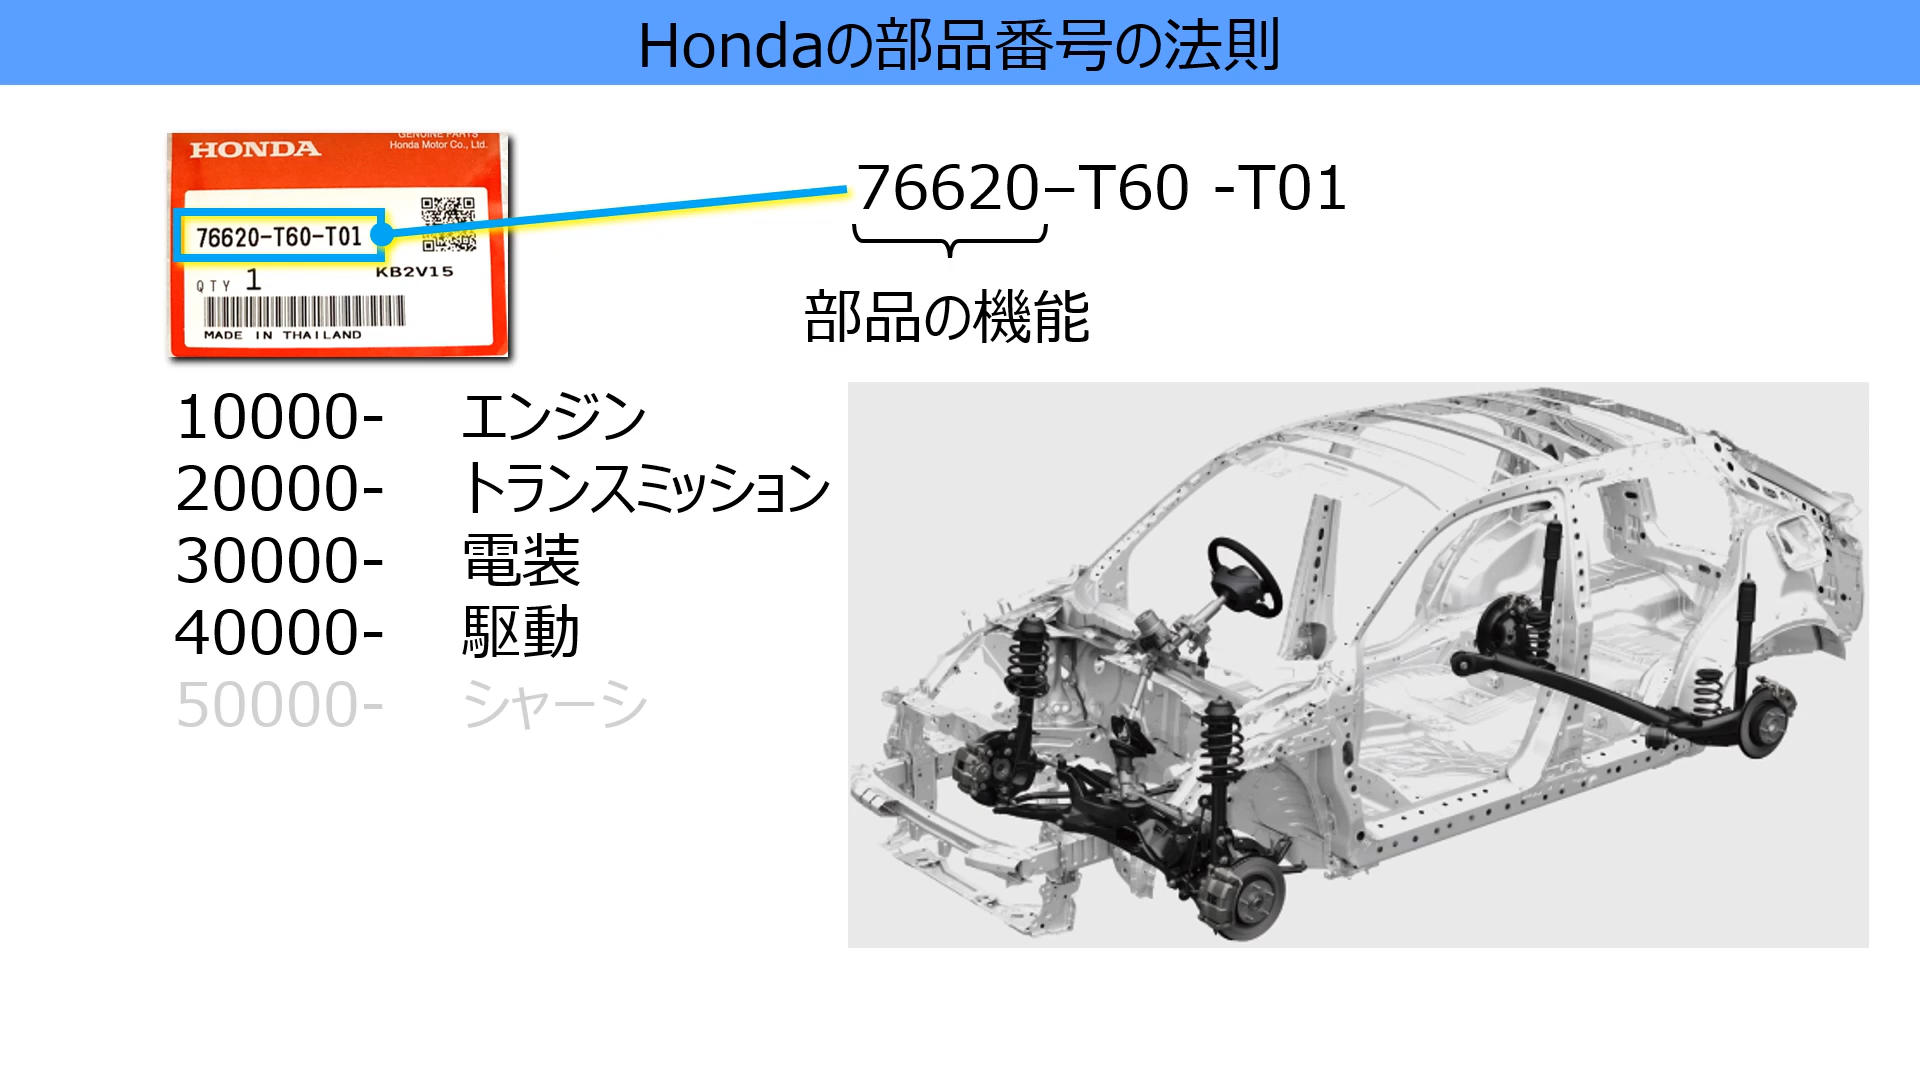 Hondaの部品番号の法則
HONDA
GENUINE PARTS
Honda Motor Co., Ltd.
76620-T60-T01
KB2V15
QTY 1
MADE IN THAILAND
76620–T60 -T01
部品の機能
10000- エンジン
20000- トランスミッション
30000- 電装
40000- 駆動
50000- シャーシ